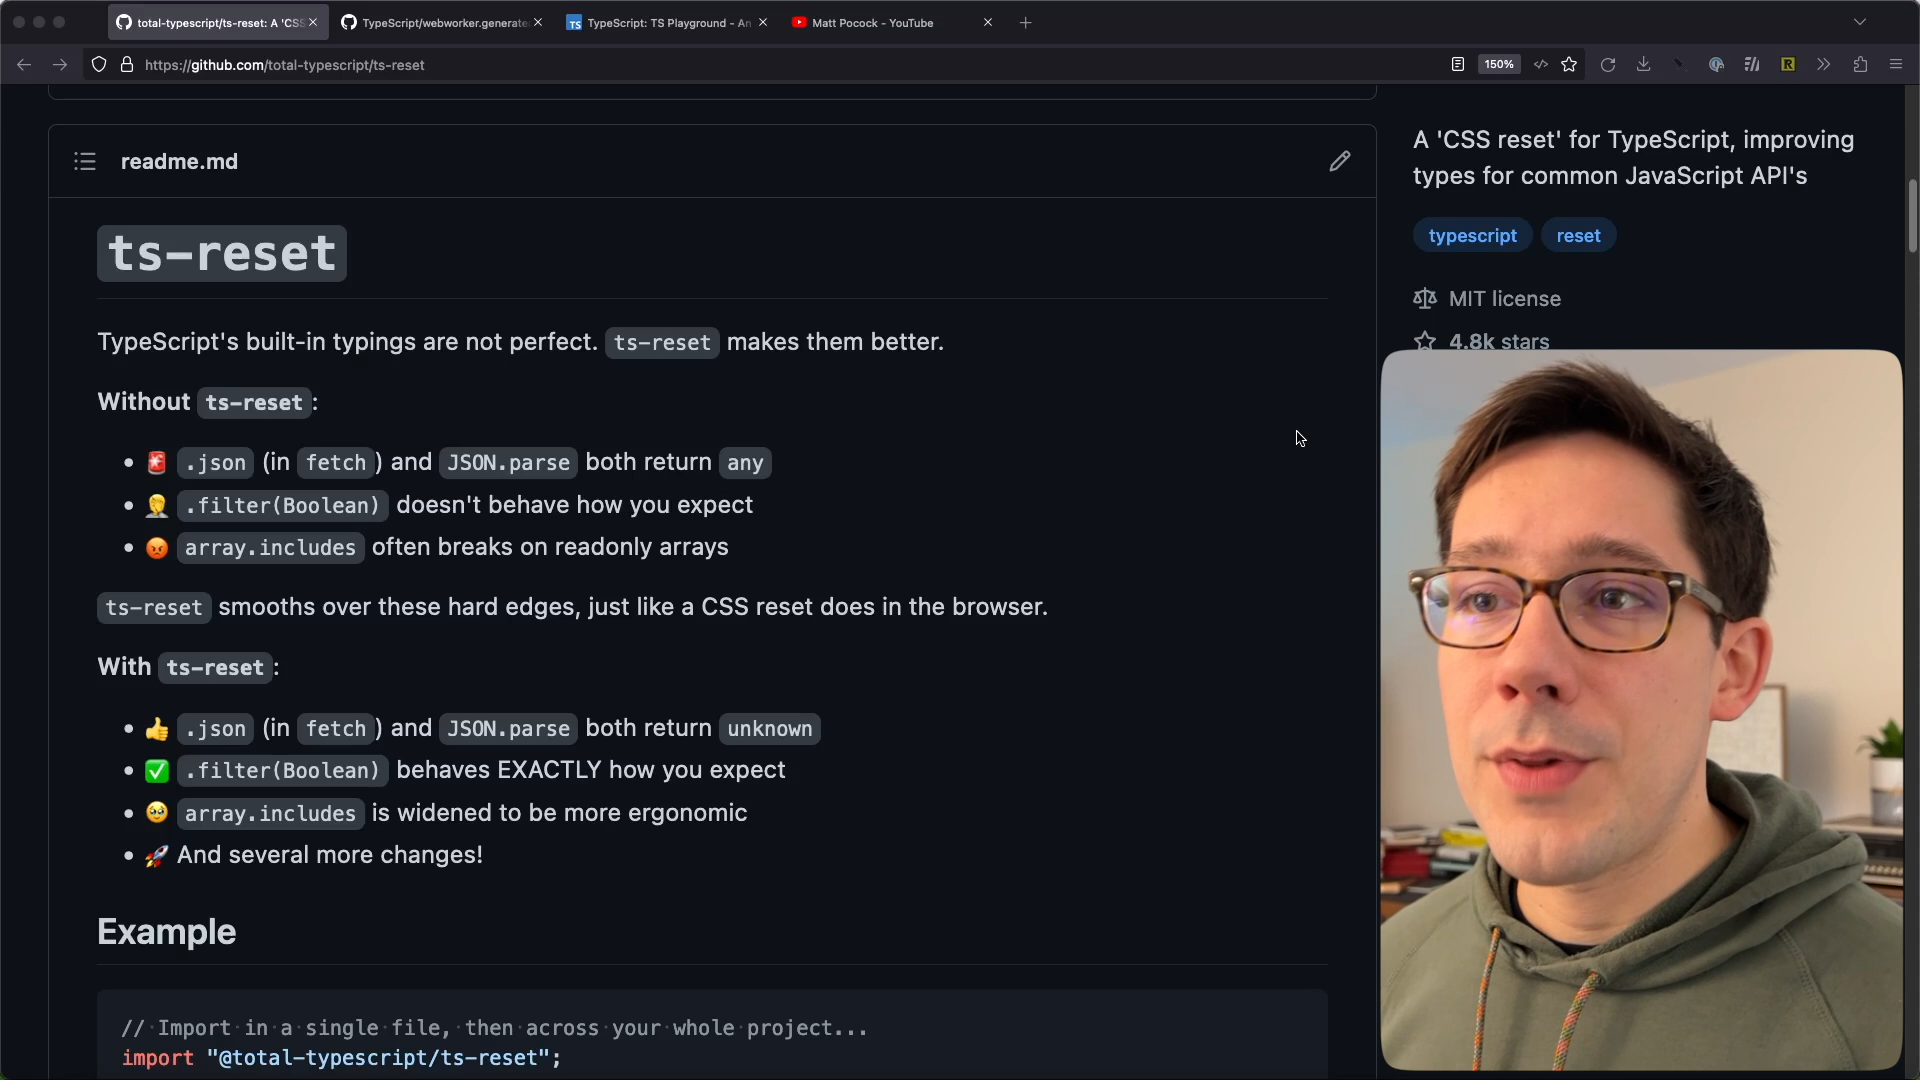 total-typescript/ts-reset: A 'CSS
TypeScript/webworker.generate
TS TypeScript: TS Playground - An
Matt Pocock - YouTube
https://github.com/total-typescript/ts-reset
150%
R
readme.md
ts-reset
TypeScript's built-in typings are not perfect. ts-reset makes them better.
Without ts-reset:
• 🚨 .json (in fetch) and JSON.parse both return any
• 🤦 .filter(Boolean) doesn't behave how you expect
• 😡 array.includes often breaks on readonly arrays
ts-reset smooths over these hard edges, just like a CSS reset does in the browser.
With ts-reset:
• 👍 .json (in fetch) and JSON.parse both return unknown
• ✅ .filter(Boolean) behaves EXACTLY how you expect
• 🥹 array.includes is widened to be more ergonomic
• 🚀 And several more changes!
Example
// Import in a single file, then across your whole project...
import "@total-typescript/ts-reset";
A 'CSS reset' for TypeScript, improving
types for common JavaScript API's
typescript reset
MIT license
4.8k stars